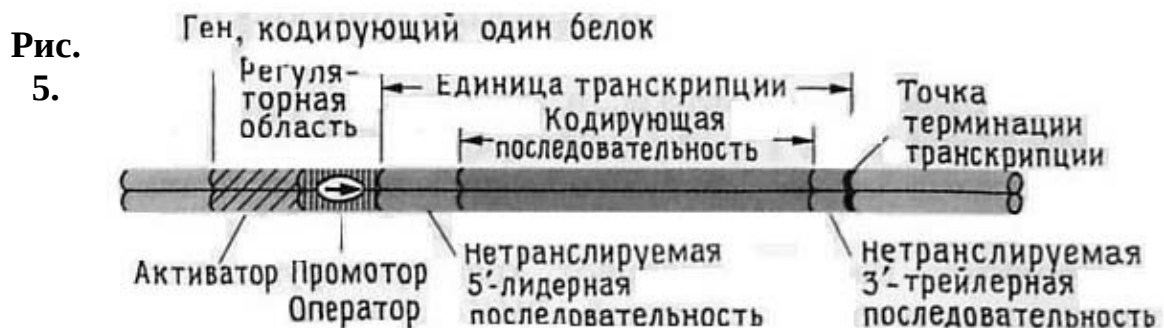 Ген, кодирующий один белок
Рис.
5.
Регуля-
торная
область
Единица транскрипции
Кодирующая
последовательность
Точка
терминации
транскрипции
Активатор
Промотор
Оператор
Нетранслируемая
5′-лидерная
последовательность
Нетранслируемая
3′-трейлерная
последовательность